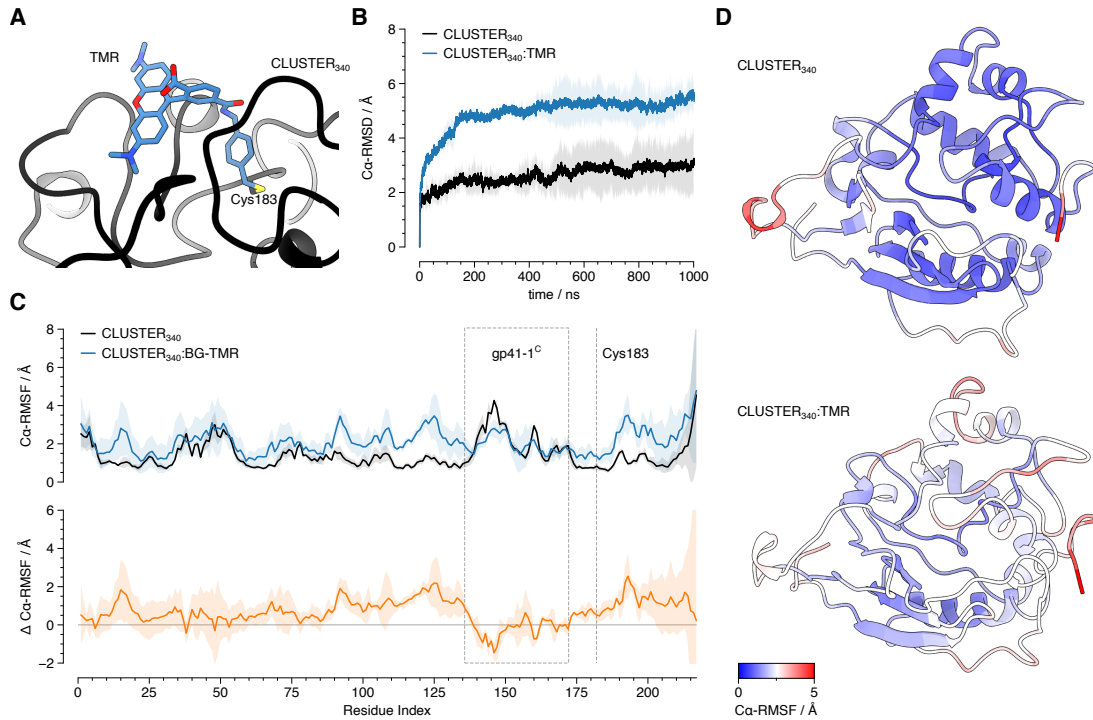 A
TMR
CLUSTER340
Cys183
B
CLUSTER340
CLUSTER340:TMR
8
6
4
2
0
Cα-RMSD / Å
0 200 400 600 800 1000
time / ns
C
CLUSTER340
CLUSTER340:BG-TMR
gp41-1C
Cys183
8
6
4
2
0
Cα-RMSF / Å
6
4
2
0
−2
Δ Cα-RMSF / Å
0 25 50 75 100 125 150 175 200
Residue Index
D
CLUSTER340
CLUSTER340:TMR
0 5
Cα-RMSF / Å